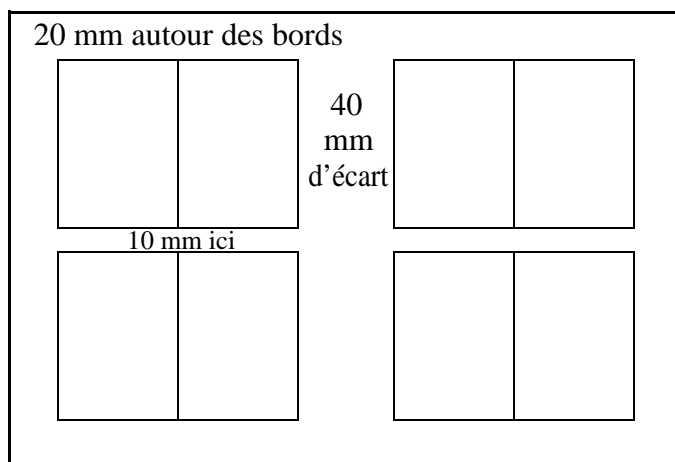 20 mm autour des bords
40
mm
d’écart
10 mm ici